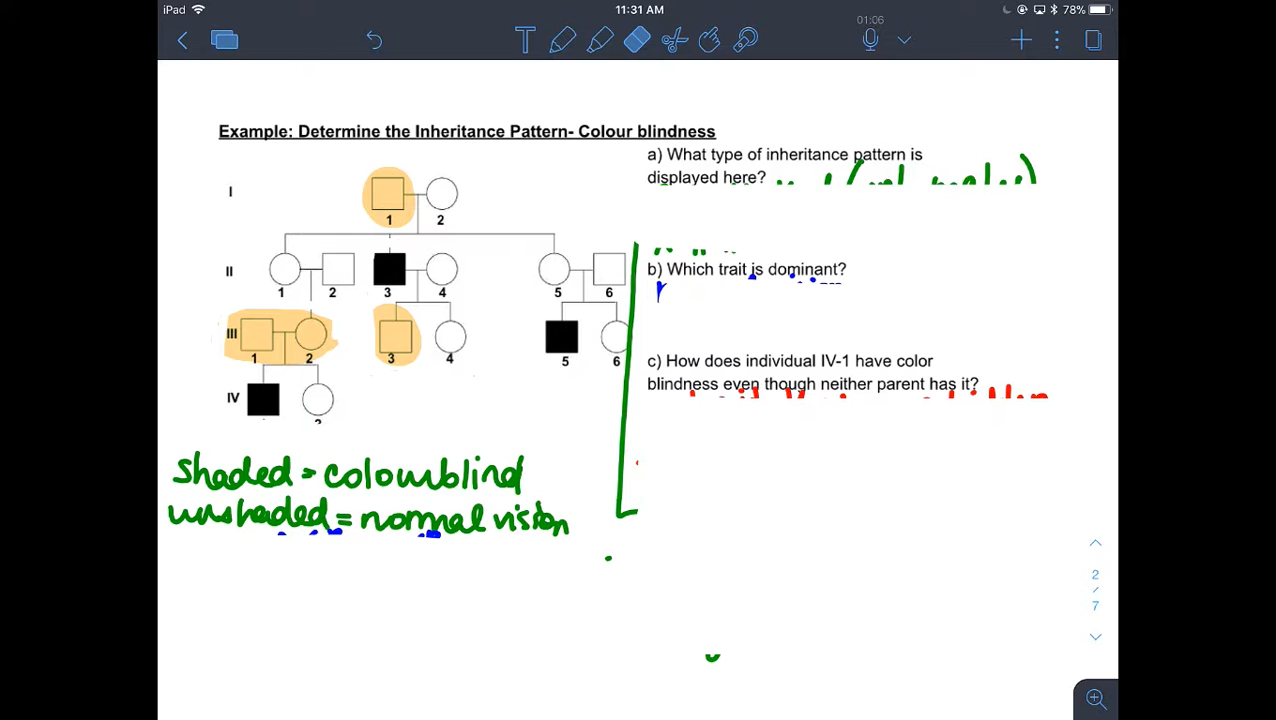 iPad
11:31 AM
78%
01:06
T
Example: Determine the Inheritance Pattern- Colour blindness
I
1
2
II
1
2
3
4
5
6
III
1
2
3
4
5
6
IV
shaded = colourblind
unshaded = normal vision
a) What type of inheritance pattern is
displayed here?
b) Which trait is dominant?
c) How does individual IV-1 have color
blindness even though neither parent has it?
2
/
7